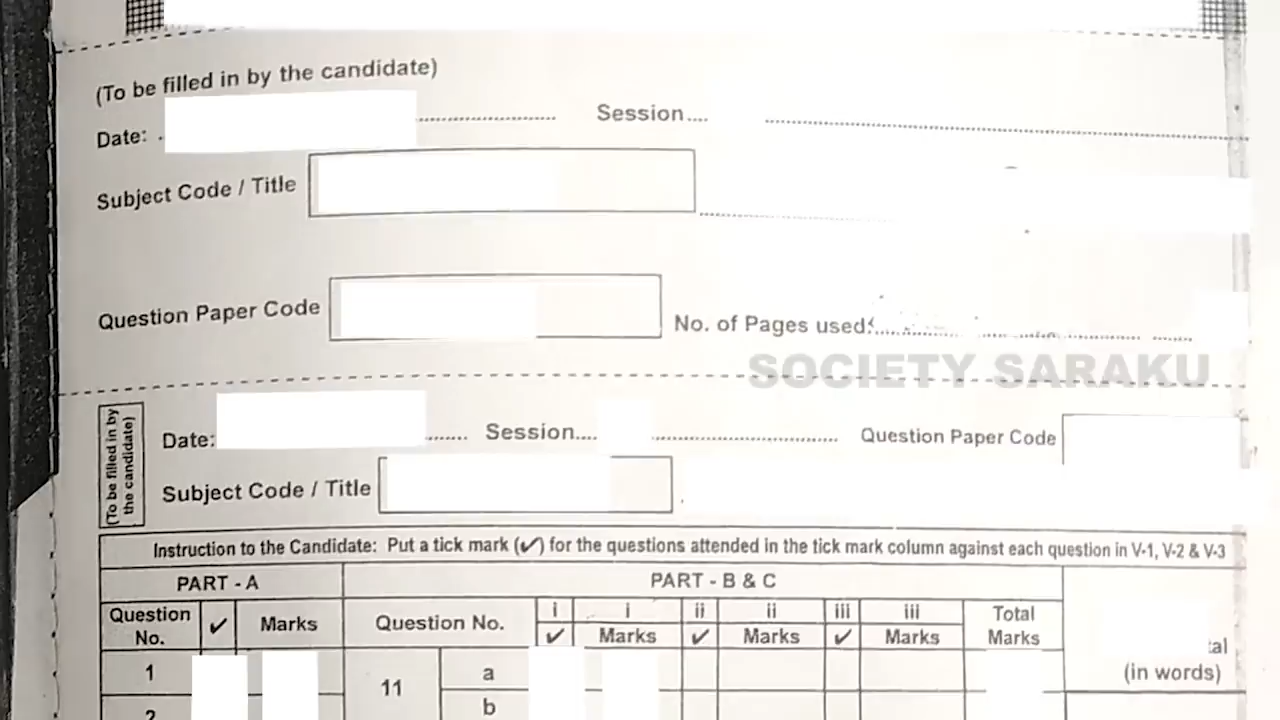 (To be filled in by the candidate)
Date: . .......................... Session.... ..........................
Subject Code / Title
Question Paper Code
No. of Pages used:..........................
SOCIETY SARAKU
(To be filled in by
the candidate)
Date: ....... Session.... .......................... Question Paper Code
Subject Code / Title
Instruction to the Candidate: Put a tick mark (✓) for the questions attended in the tick mark column against each question in V-1, V-2 & V-3
PART - A PART - B & C
Question No. ✓ Marks Question No. i i ii ii iii iii Total Marks
✓ Marks ✓ Marks ✓ Marks
(in words)
1 11 a
2 b